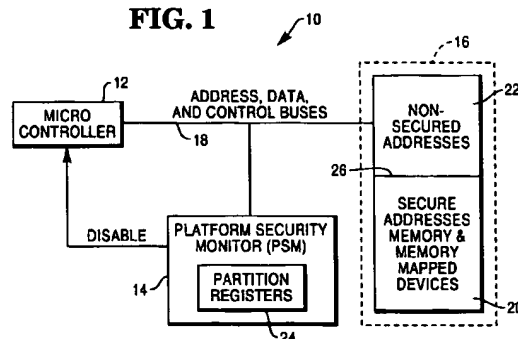 FIG. 1
10
16
12
MICRO
CONTROLLER
ADDRESS, DATA,
AND CONTROL BUSES
18
22
NON-
SECURED
ADDRESSES
26
SECURE
ADDRESSES
MEMORY &
MEMORY
MAPPED
DEVICES
20
DISABLE
PLATFORM SECURITY
MONITOR (PSM)
14
PARTITION
REGISTERS
24